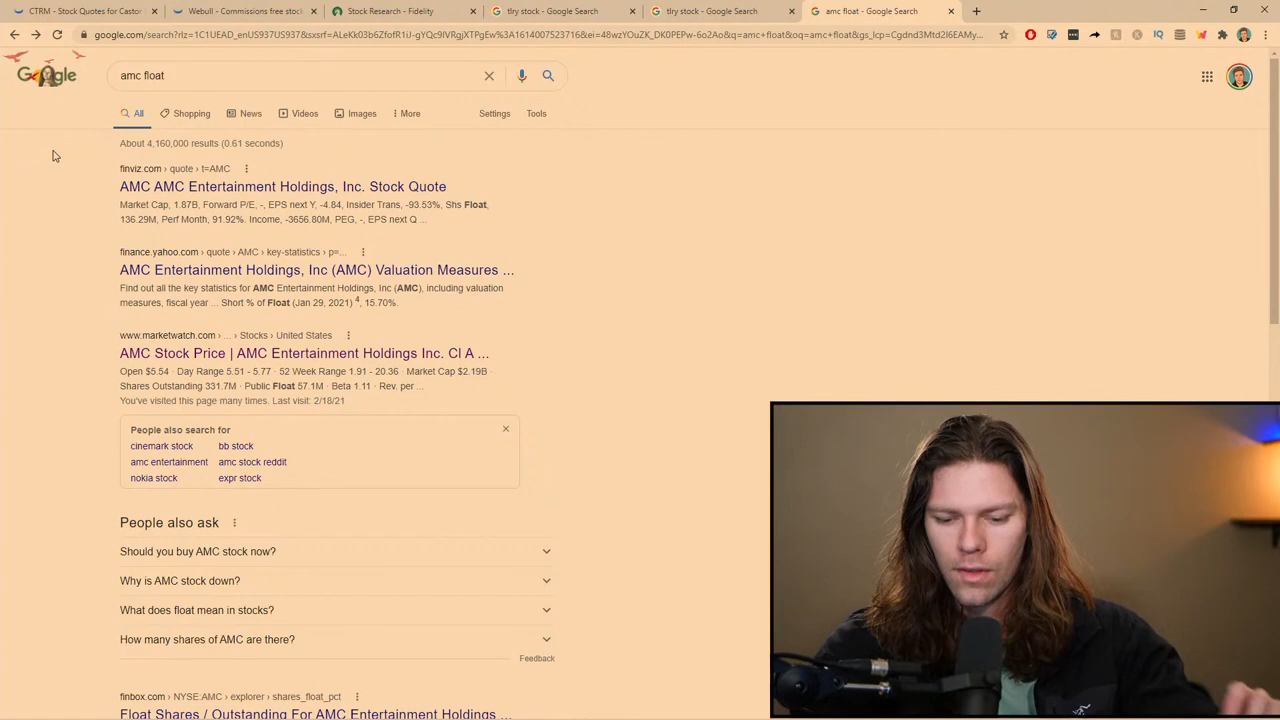 CTRM - Stock Quotes for Castor
Webull - Commissions free stock
Stock Research - Fidelity
tlry stock - Google Search
tlry stock - Google Search
amc float - Google Search
google.com/search?rlz=1C1UEAD_enUS937US937&sxsrf=
Google
amc float
All
Shopping
News
Videos
Images
More
Settings
Tools
About 4,160,000 results (0.61 seconds)
finviz.com › quote › t=AMC
AMC AMC Entertainment Holdings, Inc. Stock Quote
Market Cap, 1.87B, Forward P/E, -, EPS next Y, -4.84, Insider Trans, -93.53%, Shs Float,
136.29M, Perf Month, 91.92%. Income, -3656.80M, PEG, -, EPS next Q ...
finance.yahoo.com › quote › AMC › key-statistics › p=...
AMC Entertainment Holdings, Inc (AMC) Valuation Measures ...
Find out all the key statistics for AMC Entertainment Holdings, Inc (AMC), including valuation
measures, fiscal year ... Short % of Float (Jan 29, 2021) 4, 15.70%.
www.marketwatch.com › ... › Stocks › United States
AMC Stock Price | AMC Entertainment Holdings Inc. Cl A ...
Open $5.54 · Day Range 5.51 - 5.77 · 52 Week Range 1.91 - 20.36 · Market Cap $2.19B ·
Shares Outstanding 331.7M · Public Float 57.1M · Beta 1.11 · Rev. per ...
You've visited this page many times. Last visit: 2/18/21
People also search for
cinemark stock
bb stock
amc entertainment
amc stock reddit
nokia stock
expr stock
People also ask
Should you buy AMC stock now?
Why is AMC stock down?
What does float mean in stocks?
How many shares of AMC are there?
Feedback
finbox.com › NYSE:AMC › explorer › shares_float_pct
Float Shares / Outstanding For AMC Entertainment Holdings ...